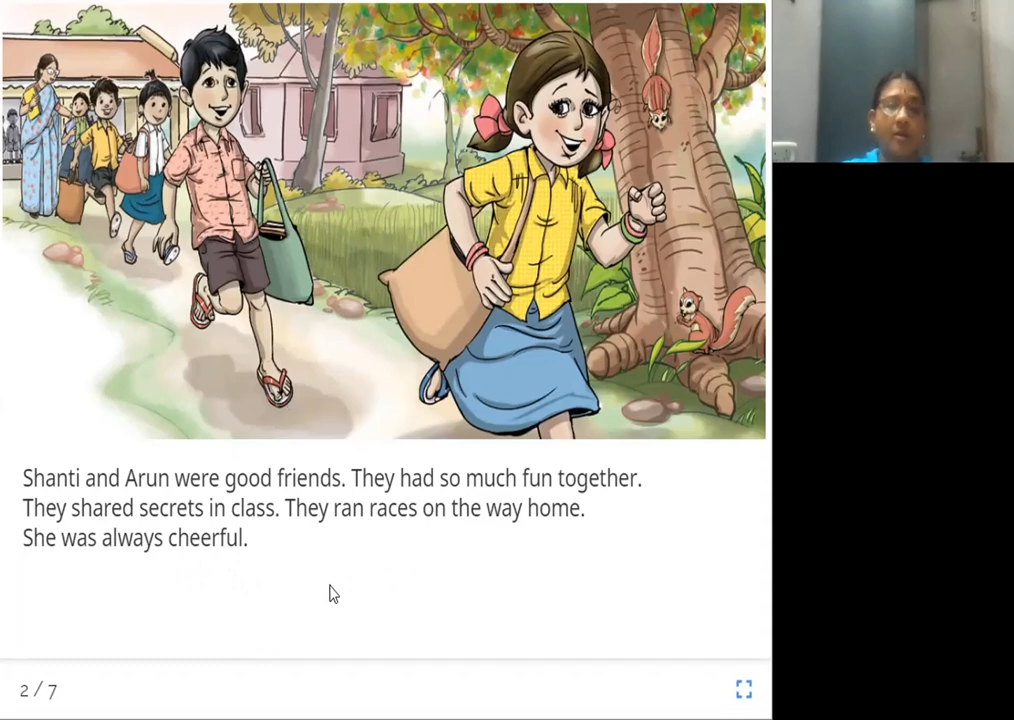 Shanti and Arun were good friends. They had so much fun together.
They shared secrets in class. They ran races on the way home.
She was always cheerful.
2 / 7